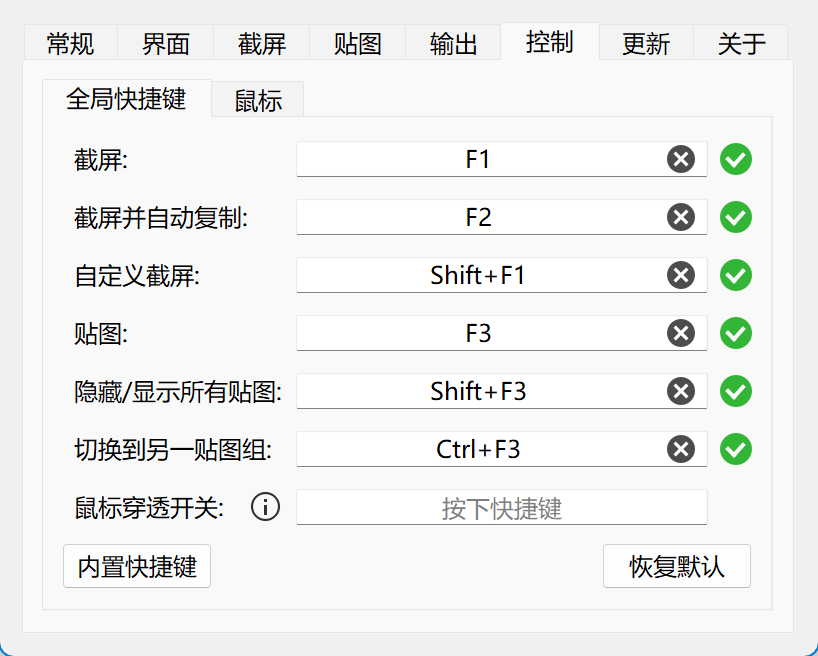 常规 界面 截屏 贴图 输出 控制 更新 关于
全局快捷键 鼠标
截屏: F1
截屏并自动复制: F2
自定义截屏: Shift+F1
贴图: F3
隐藏/显示所有贴图: Shift+F3
切换到另一贴图组: Ctrl+F3
鼠标穿透开关: 按下快捷键
内置快捷键 恢复默认